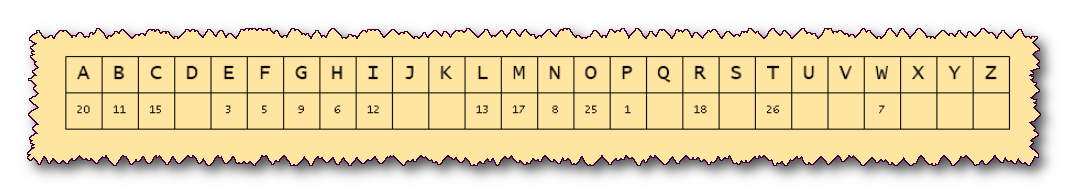 A B C D E F G H I J K L M N O P Q R S T U V W X Y Z
20 11 15 3 5 9 6 12 13 17 8 25 1 18 26 7